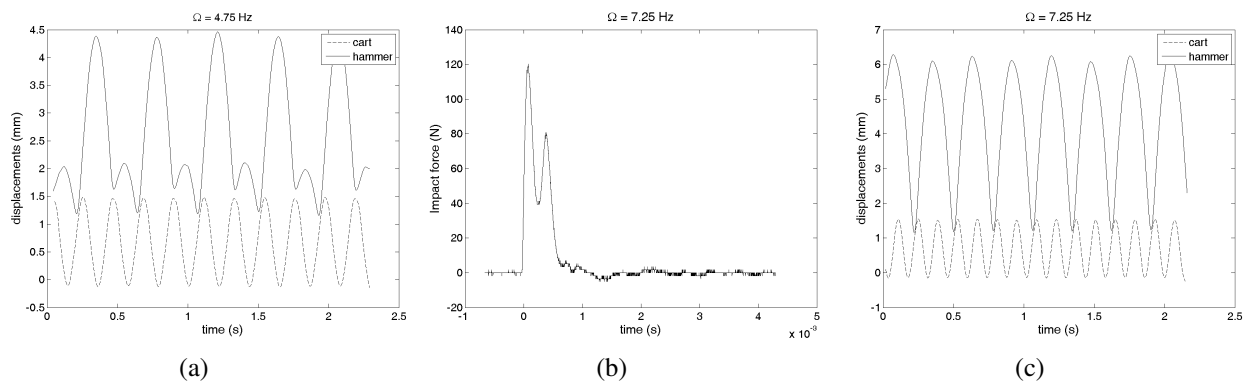 Ω = 4.75 Hz
4.5
4
3.5
3
2.5
2
1.5
1
0.5
0
-0.5
displacements (mm)
cart
hammer
0
0.5
1
1.5
2
2.5
time (s)
(a)
Ω = 7.25 Hz
140
120
100
80
60
40
20
0
-20
Impact force (N)
-1
0
1
2
3
4
5
time (s)
x 10⁻³
(b)
Ω = 7.25 Hz
7
6
5
4
3
2
1
0
-1
displacements (mm)
cart
hammer
0
0.5
1
1.5
2
2.5
time (s)
(c)